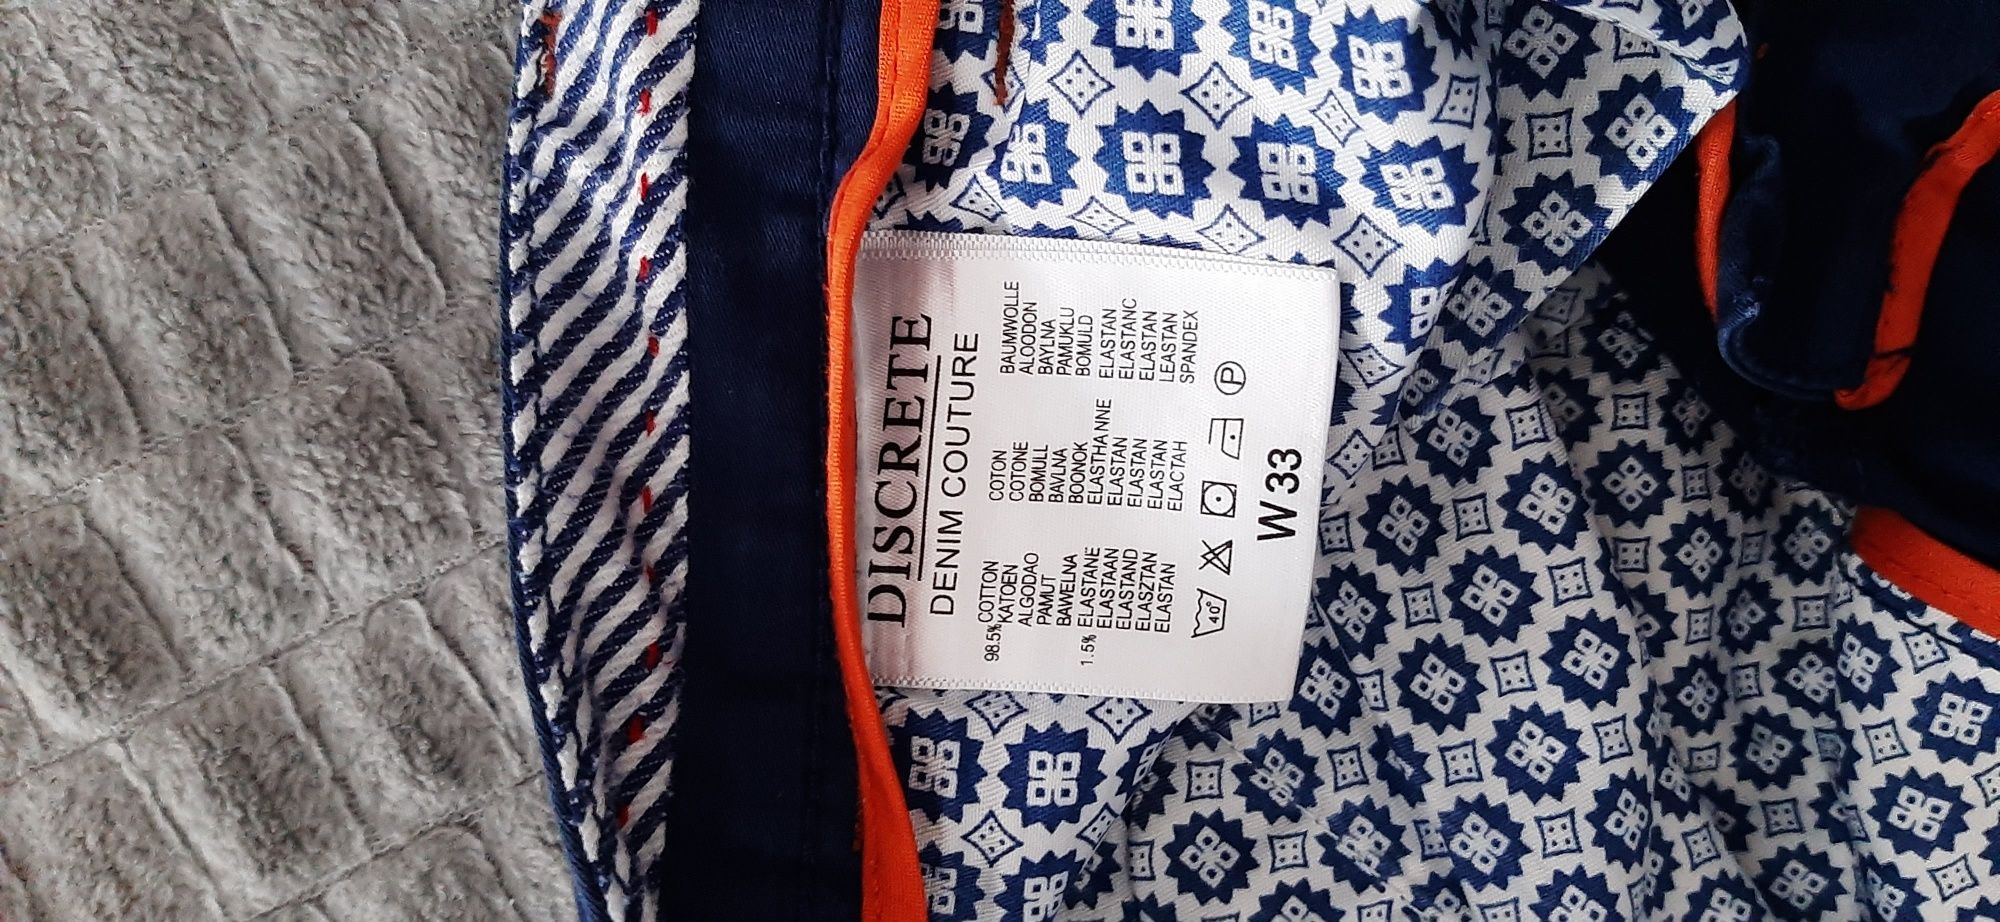 DISCRETE
DENIM COUTURE
98.5% COTTON COTON BAUMWOLLE
KATOEN COTONE ALOODON
ALGODAO BOMULL BAYLNA
PAMUT BAVLNA PAMUKLU
BAWELNA BOONOK BOMULD
1.5% ELASTANE ELASTHANNE ELASTAN
ELASTAAN ELASTAN ELASTANC
ELASTAND ELASTAN ELASTAN
ELASZTAN ELASTAN LEASTAN
ELASTAN ELACTAH SPANDEX
40° P
W33